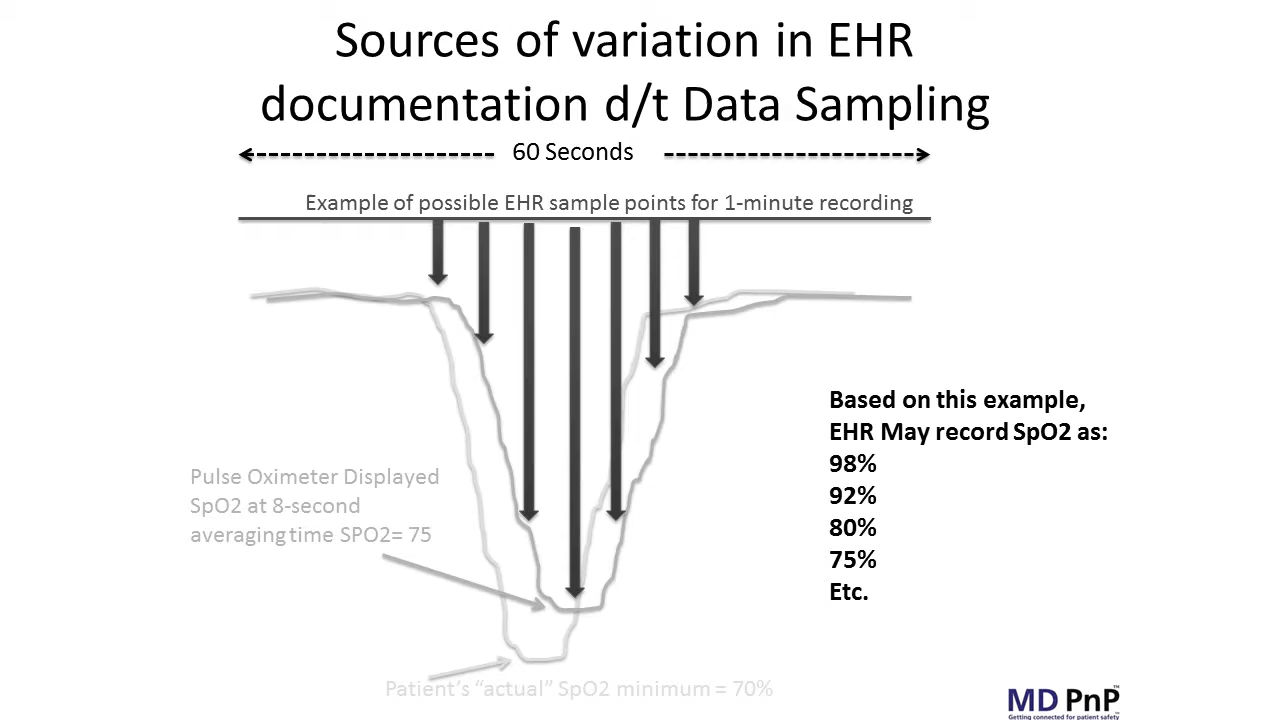 Sources of variation in EHR
documentation d/t Data Sampling
60 Seconds
Example of possible EHR sample points for 1-minute recording
Based on this example,
EHR May record SpO2 as:
98%
92%
80%
75%
Etc.
Pulse Oximeter Displayed
SpO2 at 8-second
averaging time SPO2= 75
Patient's “actual” SpO2 minimum = 70%
MD PnP™
Getting connected for patient safety